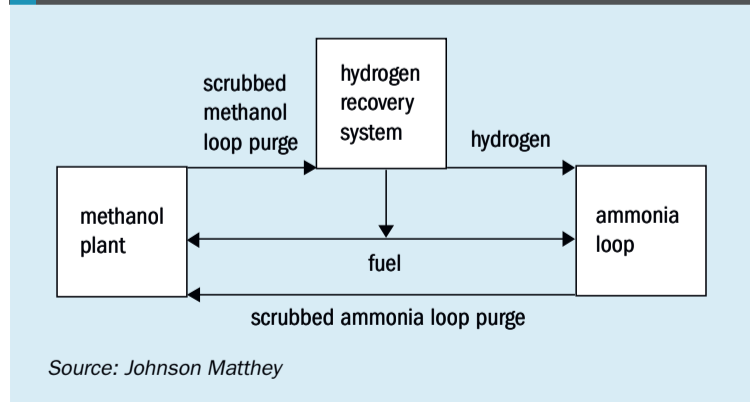 scrubbed
methanol
loop purge
hydrogen
recovery
system
hydrogen
methanol
plant
ammonia
loop
fuel
scrubbed ammonia loop purge
Source: Johnson Matthey